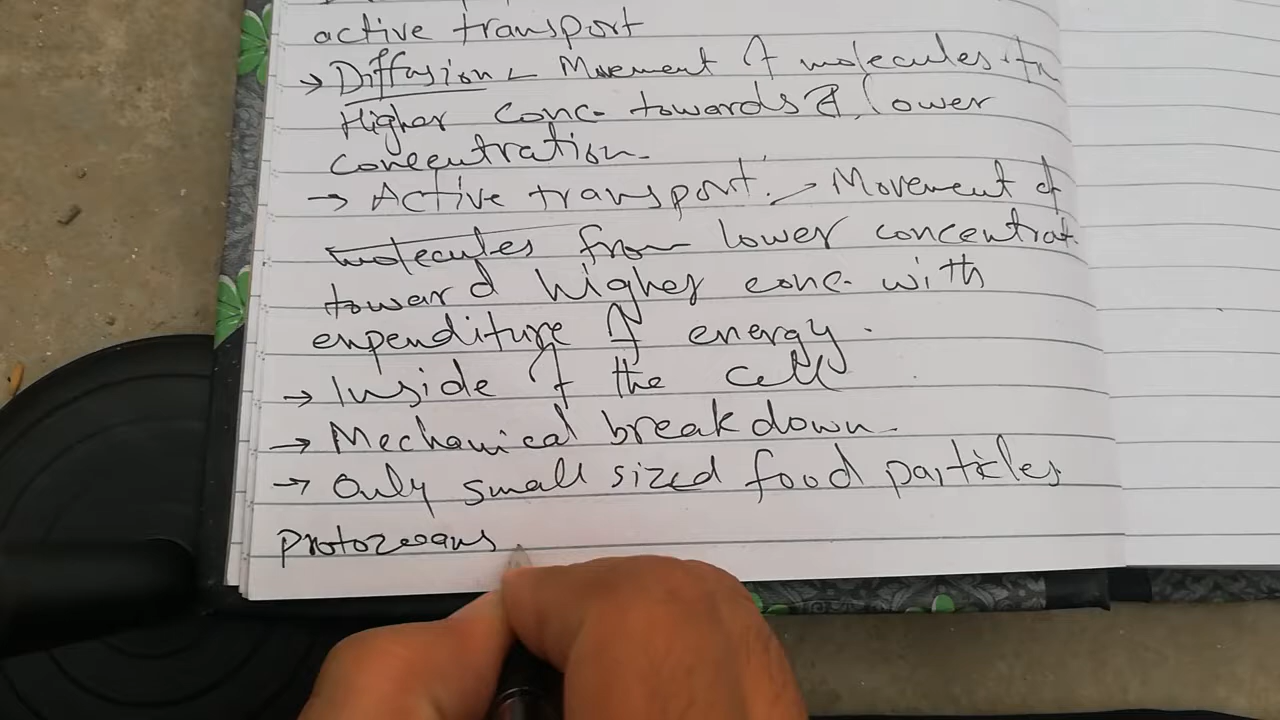 active transport
→ Diffusion - Movement of molecules
Higher conc. towards lower
concentration.
→ Active transport:- Movement of
molecules from lower concentrat.
toward higher conc. with
expenditure of energy.
→ Inside of the cell
→ Mechanical breakdown.
→ Only small sized food particles
protozoans